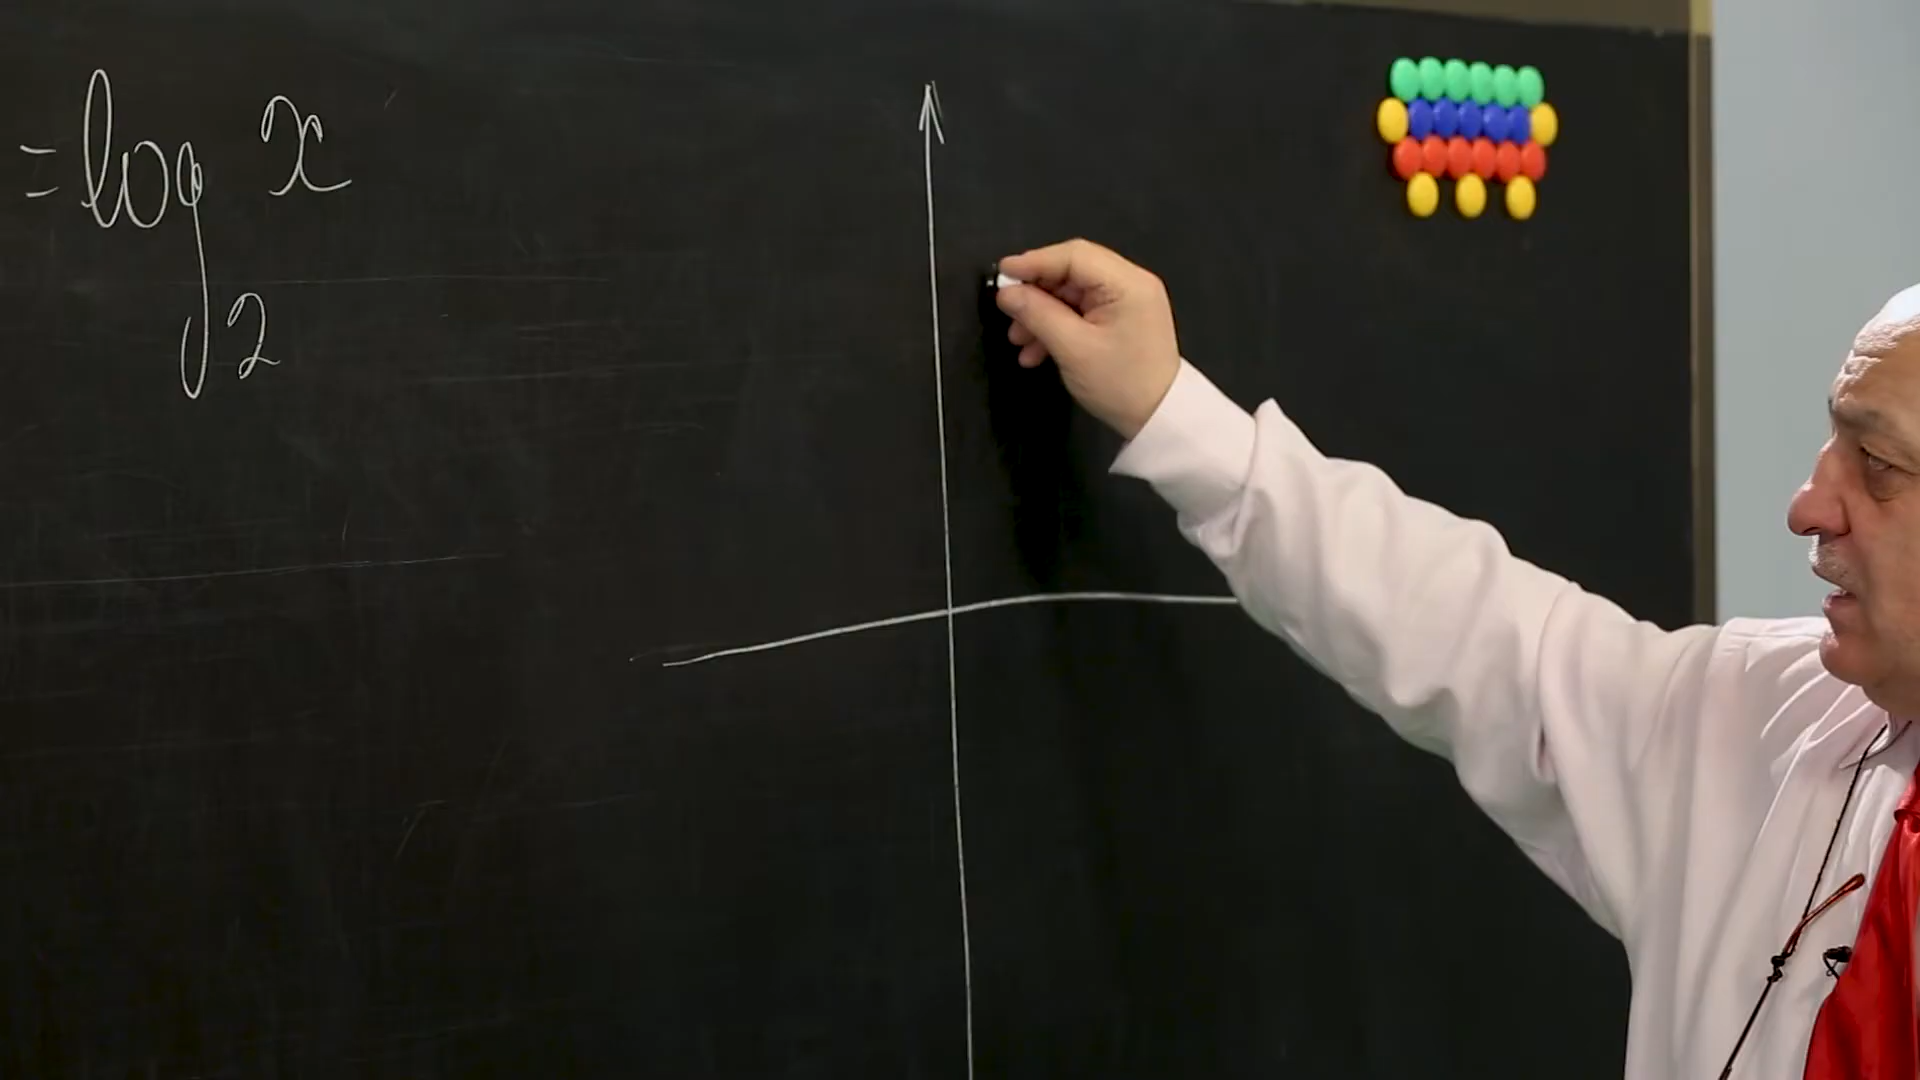 = log₂ x